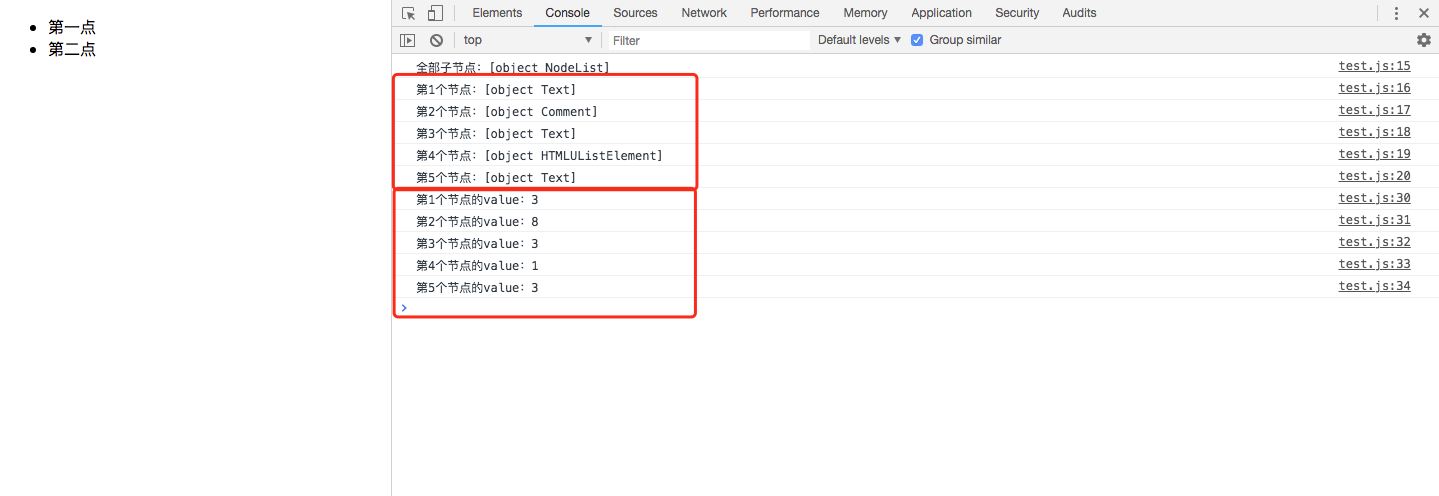 第一点
第二点
Elements Console Sources Network Performance Memory Application Security Audits
top Filter Default levels Group similar
全部子节点: [object NodeList] test.js:15
第1个节点: [object Text] test.js:16
第2个节点: [object Comment] test.js:17
第3个节点: [object Text] test.js:18
第4个节点: [object HTMLUListElement] test.js:19
第5个节点: [object Text] test.js:20
第1个节点的value: 3 test.js:30
第2个节点的value: 8 test.js:31
第3个节点的value: 3 test.js:32
第4个节点的value: 1 test.js:33
第5个节点的value: 3 test.js:34